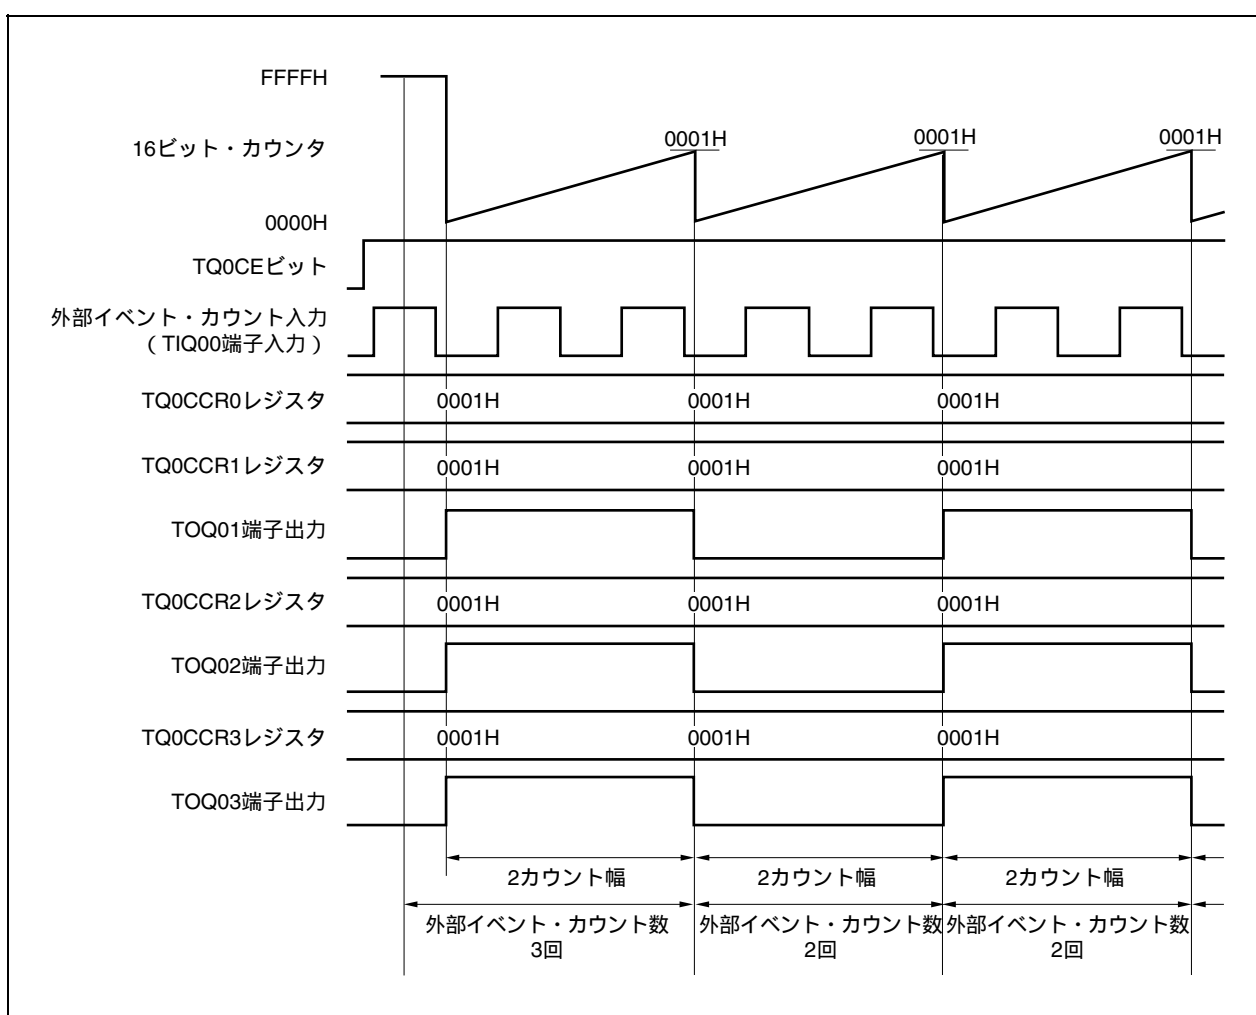 FFFFH
16ビット・カウンタ
0001H 0001H 0001H
0000H
TQ0CEビット
外部イベント・カウント入力
（TIQ00端子入力）
TQ0CCR0レジスタ 0001H 0001H 0001H
TQ0CCR1レジスタ 0001H 0001H 0001H
TOQ01端子出力
TQ0CCR2レジスタ 0001H 0001H 0001H
TOQ02端子出力
TQ0CCR3レジスタ 0001H 0001H 0001H
TOQ03端子出力
2カウント幅 2カウント幅 2カウント幅
外部イベント・カウント数 外部イベント・カウント数 外部イベント・カウント数
3回 2回 2回